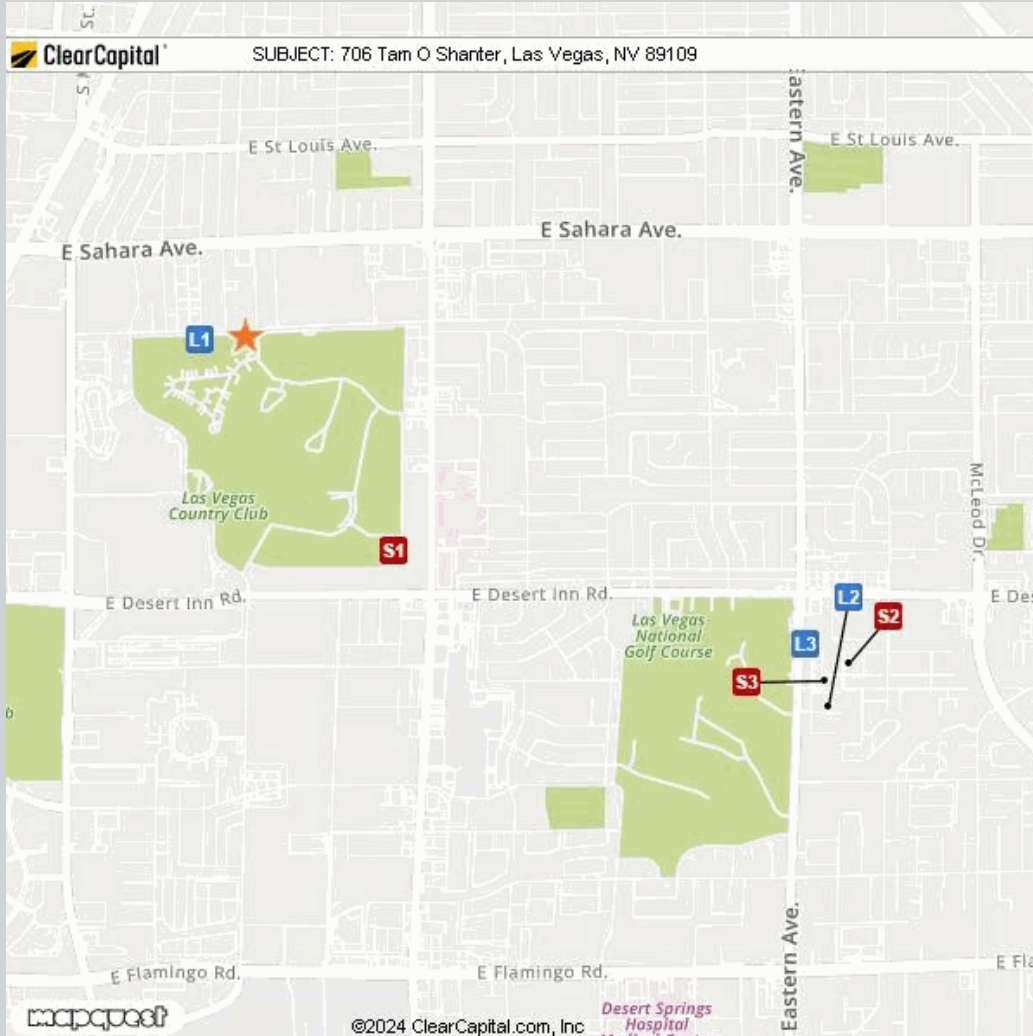 S
St.
ClearCapital
SUBJECT: 706 Tam O Shanter, Las Vegas, NV 89109
S
Eastern Ave.
E St Louis Ave.
E St Louis Ave.
E Sahara Ave.
E Sahara Ave.
L1
Las Vegas
Country Club
McLeod Dr.
S1
E Desert Inn Rd.
E Desert Inn Rd.
E Des
L2
S2
Las Vegas
National
Golf Course
L3
S3
b
Eastern Ave.
E Flamingo Rd.
E Flamingo Rd.
E Fla
mapquest
©2024 ClearCapital.com, Inc
Desert Springs
Hospital